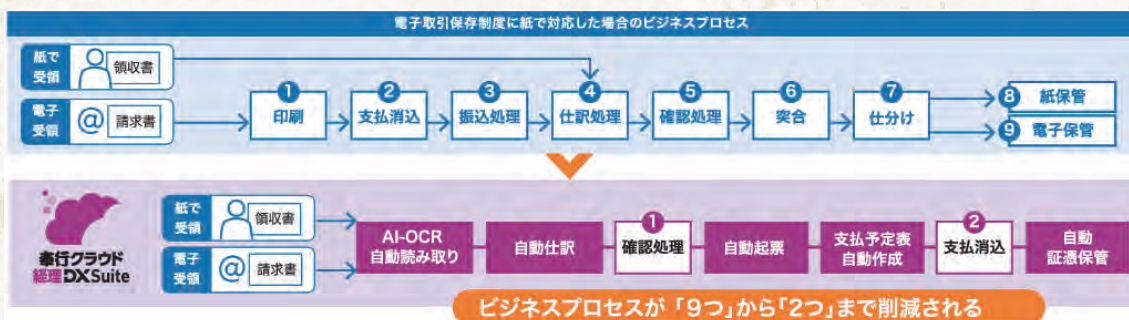 電子取引保存制度に紙で対応した場合のビジネスプロセス
紙で
受領
領収書
電子
受領
@
請求書
1
印刷
2
支払消込
3
振込処理
4
仕訳処理
5
確認処理
6
突合
7
仕分け
8
紙保管
9
電子保管
奉行クラウド
経理DXSuite
紙で
受領
領収書
電子
受領
@
請求書
AI-OCR
自動読み取り
自動仕訳
1
確認処理
自動起票
支払予定表
自動作成
2
支払消込
自動
証憑保管
ビジネスプロセスが「9つ」から「2つ」まで削減される